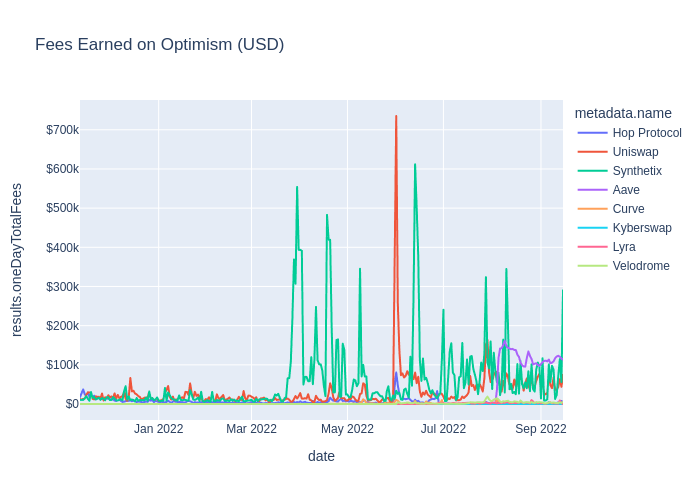 Fees Earned on Optimism (USD)
metadata.name
Hop Protocol
Uniswap
Synthetix
Aave
Curve
Kyberswap
Lyra
Velodrome
results.oneDayTotalFees
$700k
$600k
$500k
$400k
$300k
$200k
$100k
$0
Jan 2022
Mar 2022
May 2022
Jul 2022
Sep 2022
date